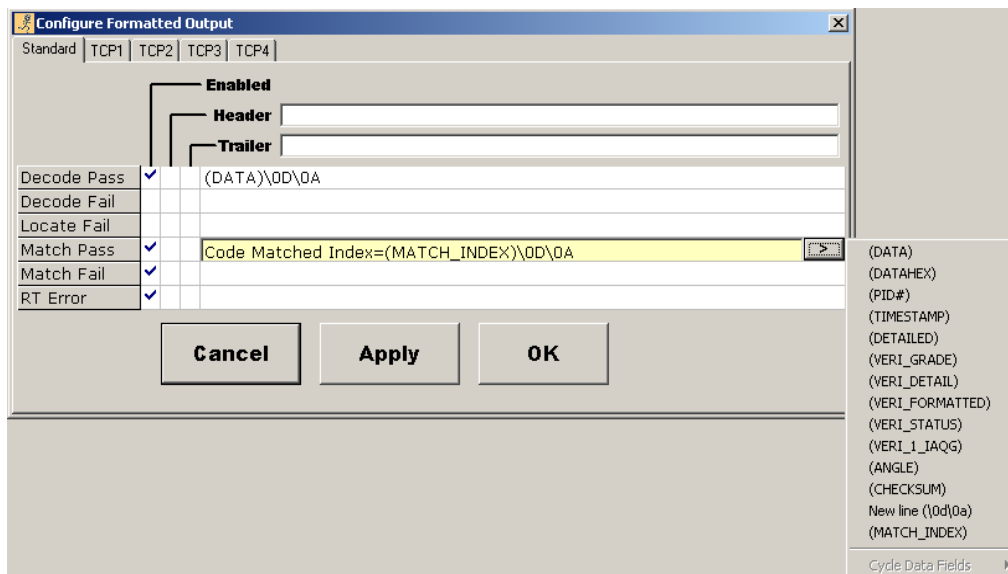 Configure Formatted Output
Standard TCP1 TCP2 TCP3 TCP4
Enabled
Header
Trailer
Decode Pass (DATA)\0D\0A
Decode Fail
Locate Fail
Match Pass Code Matched Index=(MATCH_INDEX)\0D\0A >
Match Fail
RT Error
Cancel Apply OK
(DATA)
(DATAHEX)
(PID#)
(TIMESTAMP)
(DETAILED)
(VERI_GRADE)
(VERI_DETAIL)
(VERI_FORMATTED)
(VERI_STATUS)
(VERI_1_IAQG)
(ANGLE)
(CHECKSUM)
New line (\0d\0a)
(MATCH_INDEX)
Cycle Data Fields